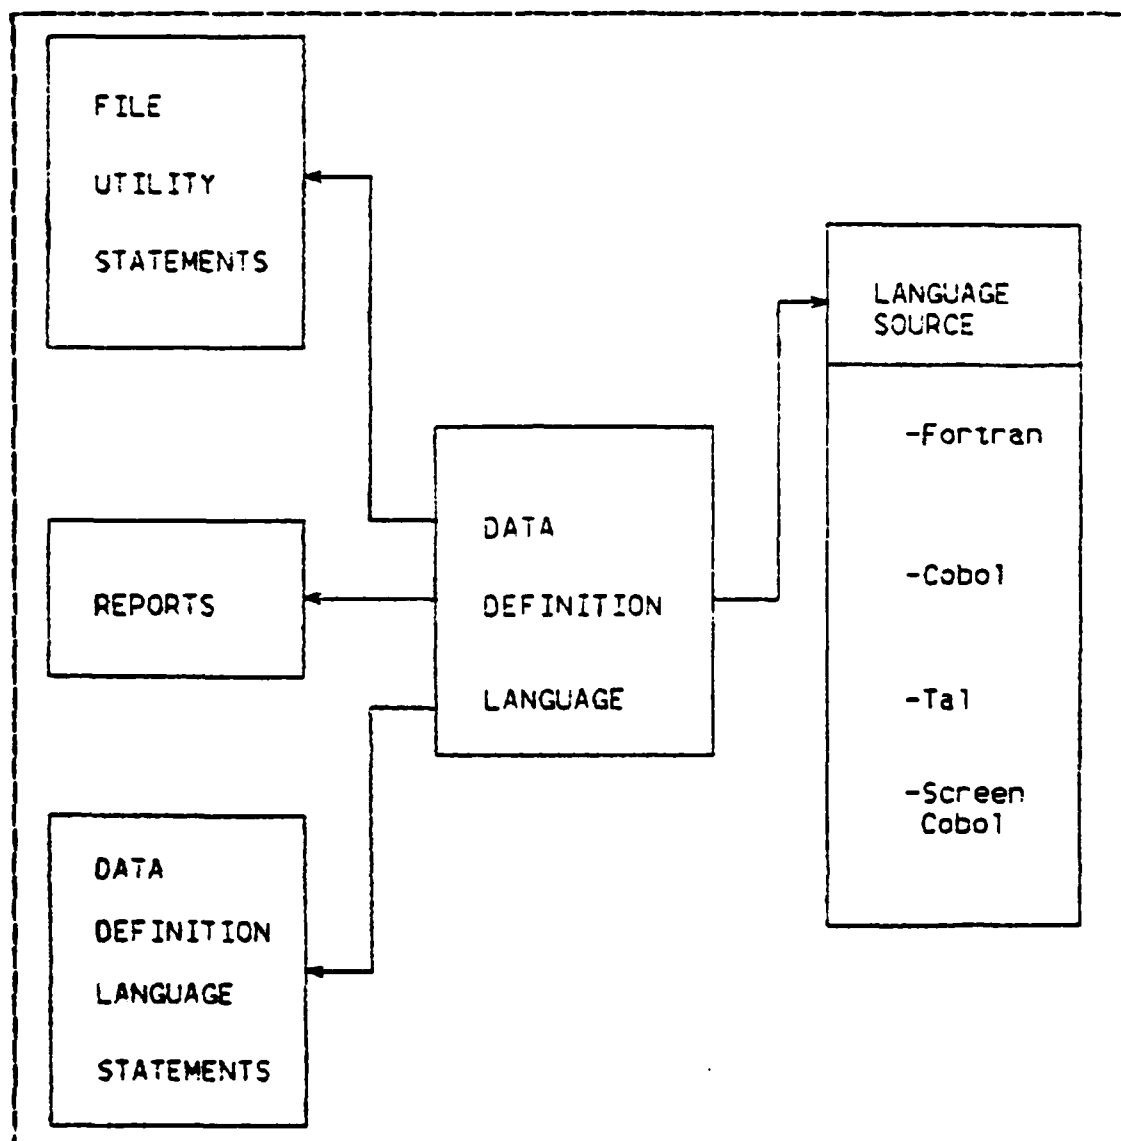 FILE
UTILITY
STATEMENTS
LANGUAGE
SOURCE
-Fortran
-Cobol
-Tal
-Screen
Cobol
DATA
DEFINITION
LANGUAGE
REPORTS
DATA
DEFINITION
LANGUAGE
STATEMENTS